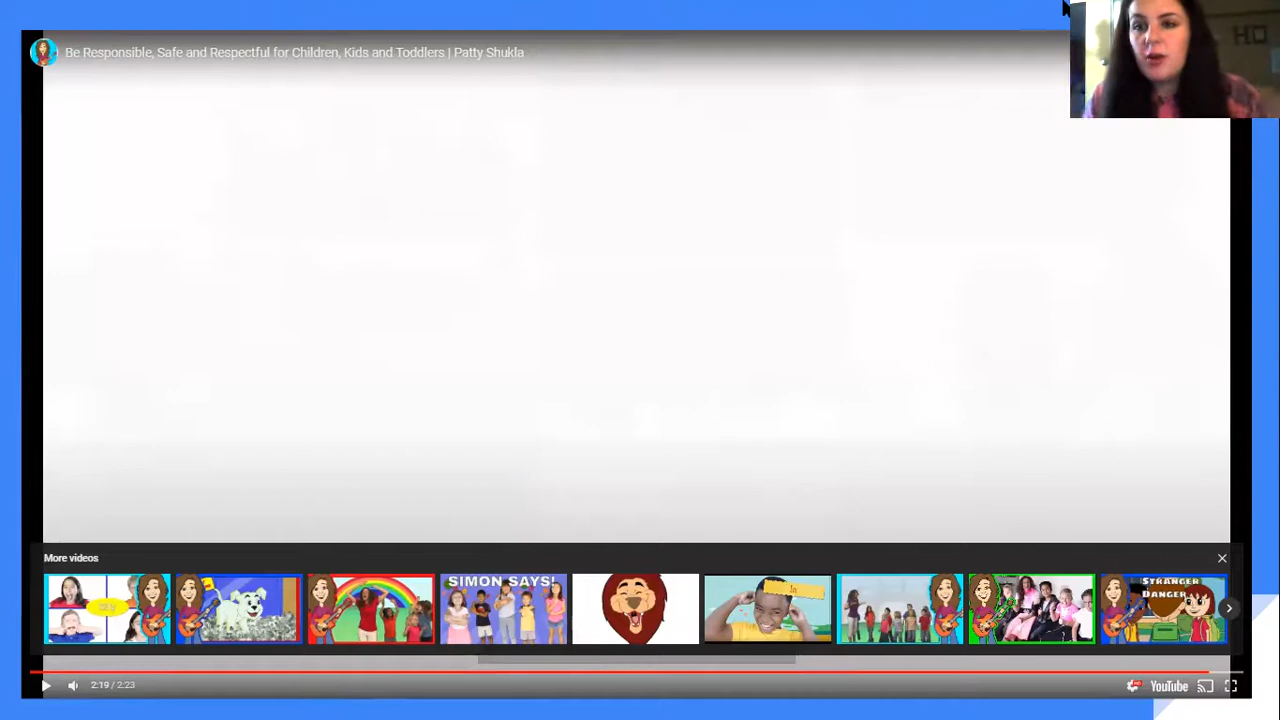 Be Responsible, Safe and Respectful for Children, Kids and Toddlers | Patty Shukla
HO
More videos
SIMON SAYS!
STRANGER
DANGER
2:19 / 2:23
YouTube